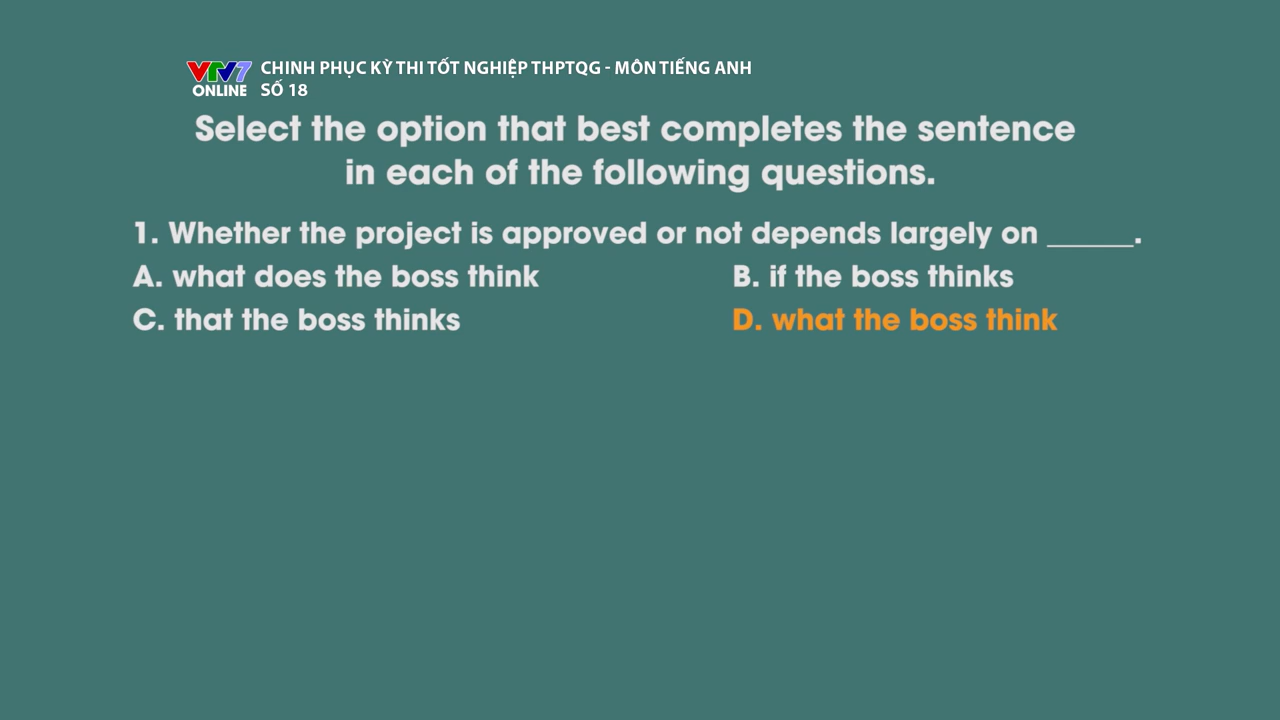 VTV7
ONLINE
CHINH PHỤC KỲ THI TỐT NGHIỆP THPTQG - MÔN TIẾNG ANH
SỐ 18
Select the option that best completes the sentence
in each of the following questions.
1. Whether the project is approved or not depends largely on ______.
A. what does the boss think
B. if the boss thinks
C. that the boss thinks
D. what the boss think